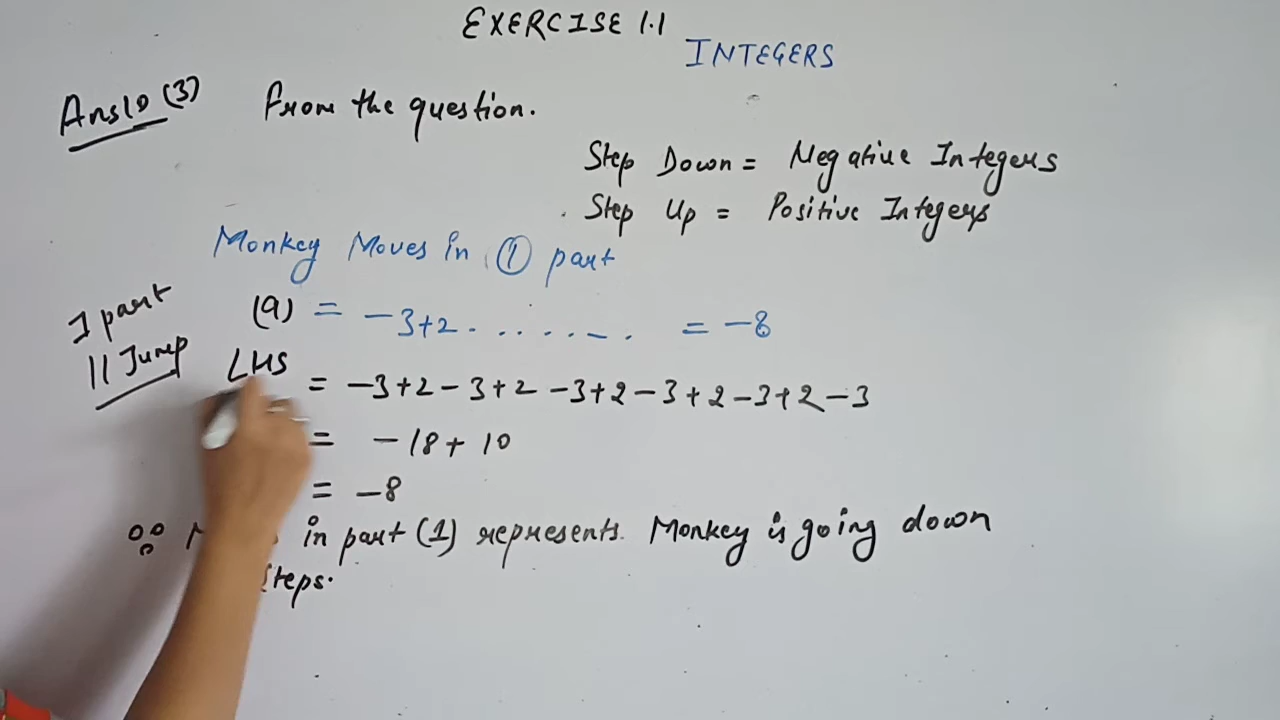 EXERCISE 1.1
INTEGERS
Ans10 (3) From the question.
Step Down = Negative Integers
Step Up = Positive Integers
Monkey Moves in ① part
I part
(a) = -3+2 . . . . . . . = -8
11 Jump
LHS = -3+2-3+2-3+2-3+2-3+2-3
= -18+10
= -8
in part (1) represents. Monkey is going down
steps.